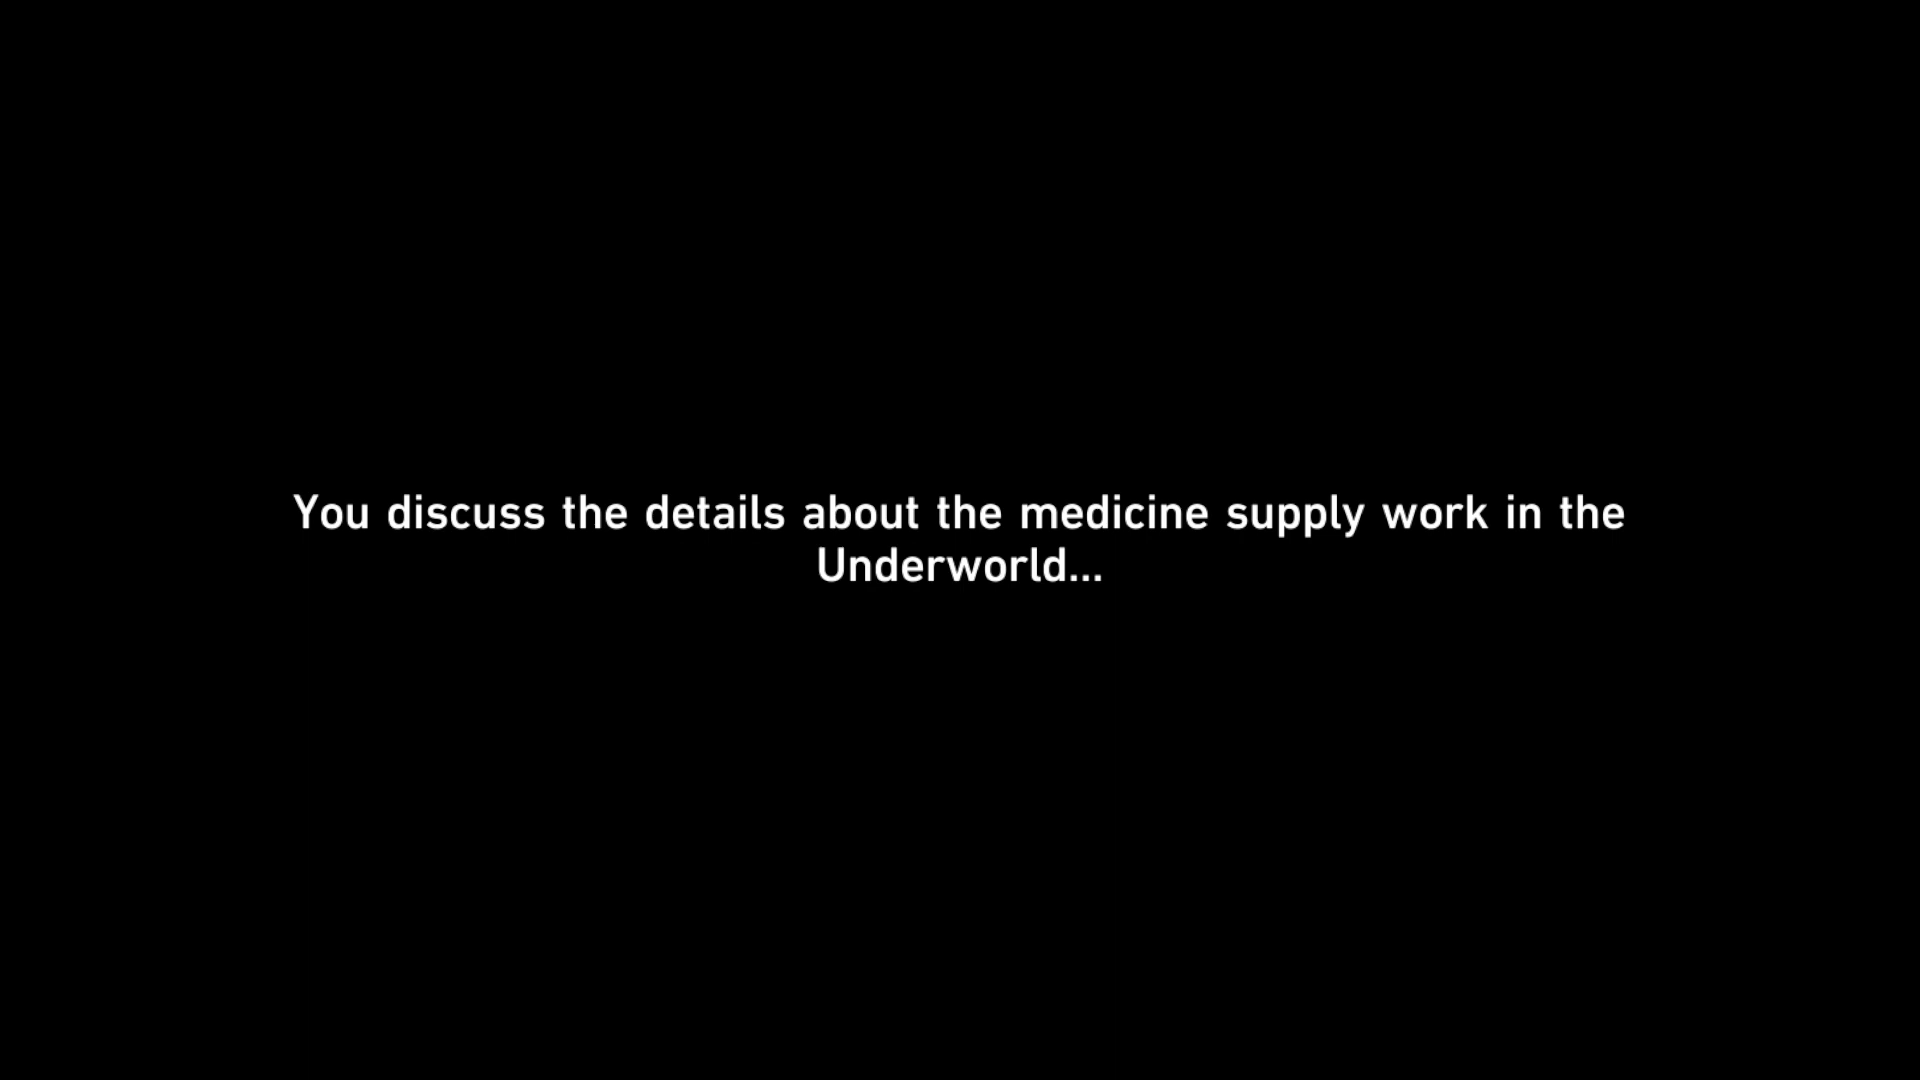 You discuss the details about the medicine supply work in the
Underworld...